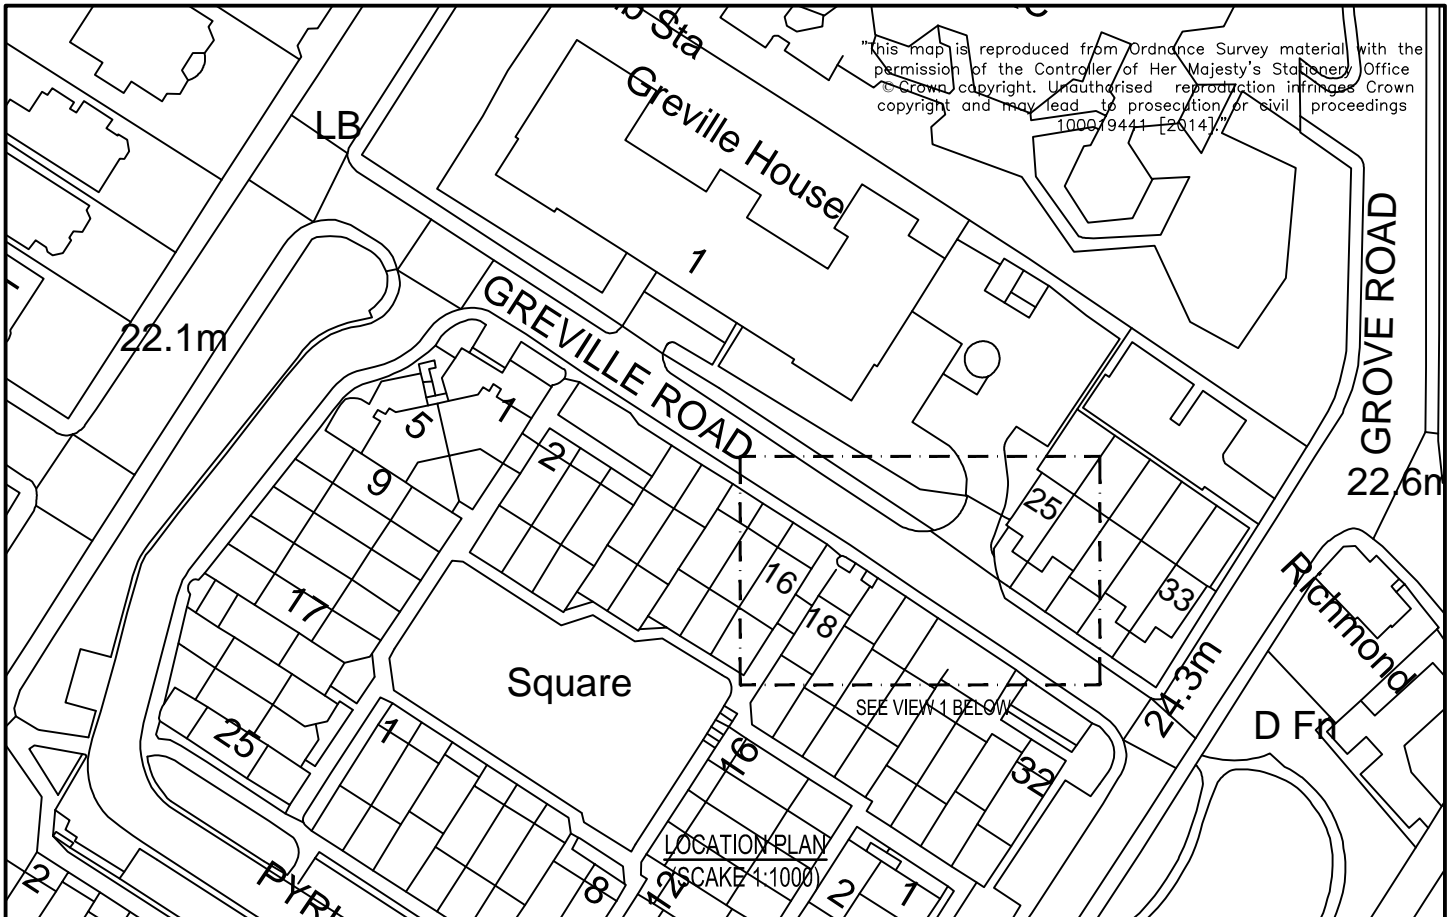 Sta
"This map is reproduced from Ordnance Survey material with the
permission of the Controller of Her Majesty's Stationery Office
© Crown copyright. Unauthorised reproduction infringes Crown
copyright and may lead to prosecution or civil proceedings
100019441 [2014]."
LB
Greville House
1
GROVE ROAD
22.1m
GREVILLE ROAD
5
1
2
9
22.6m
25
16
18
33
17
Richmond
Square
24.3m
SEE VIEW 1 BELOW
D Fn
25
1
16
32
LOCATION PLAN
(SCAKE 1:1000)
2
8
12
2
1